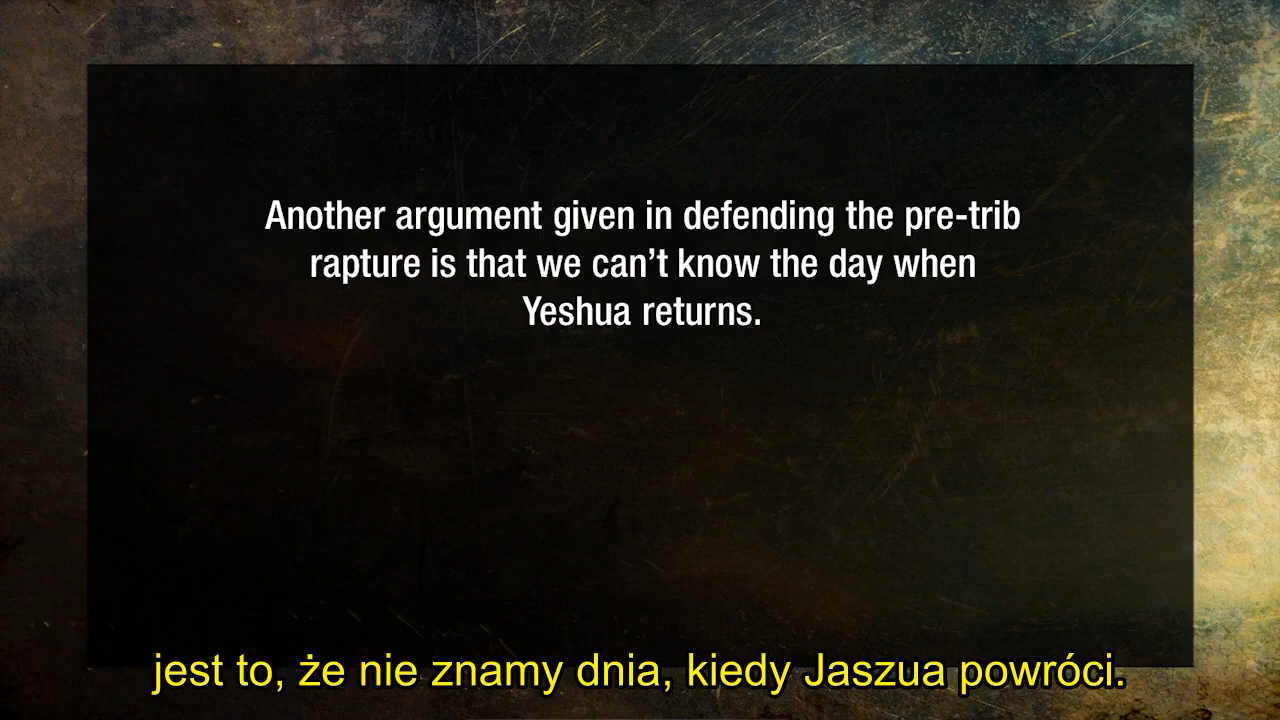 Another argument given in defending the pre-trib
rapture is that we can’t know the day when
Yeshua returns.
jest to, że nie znamy dnia, kiedy Jaszua powróci.